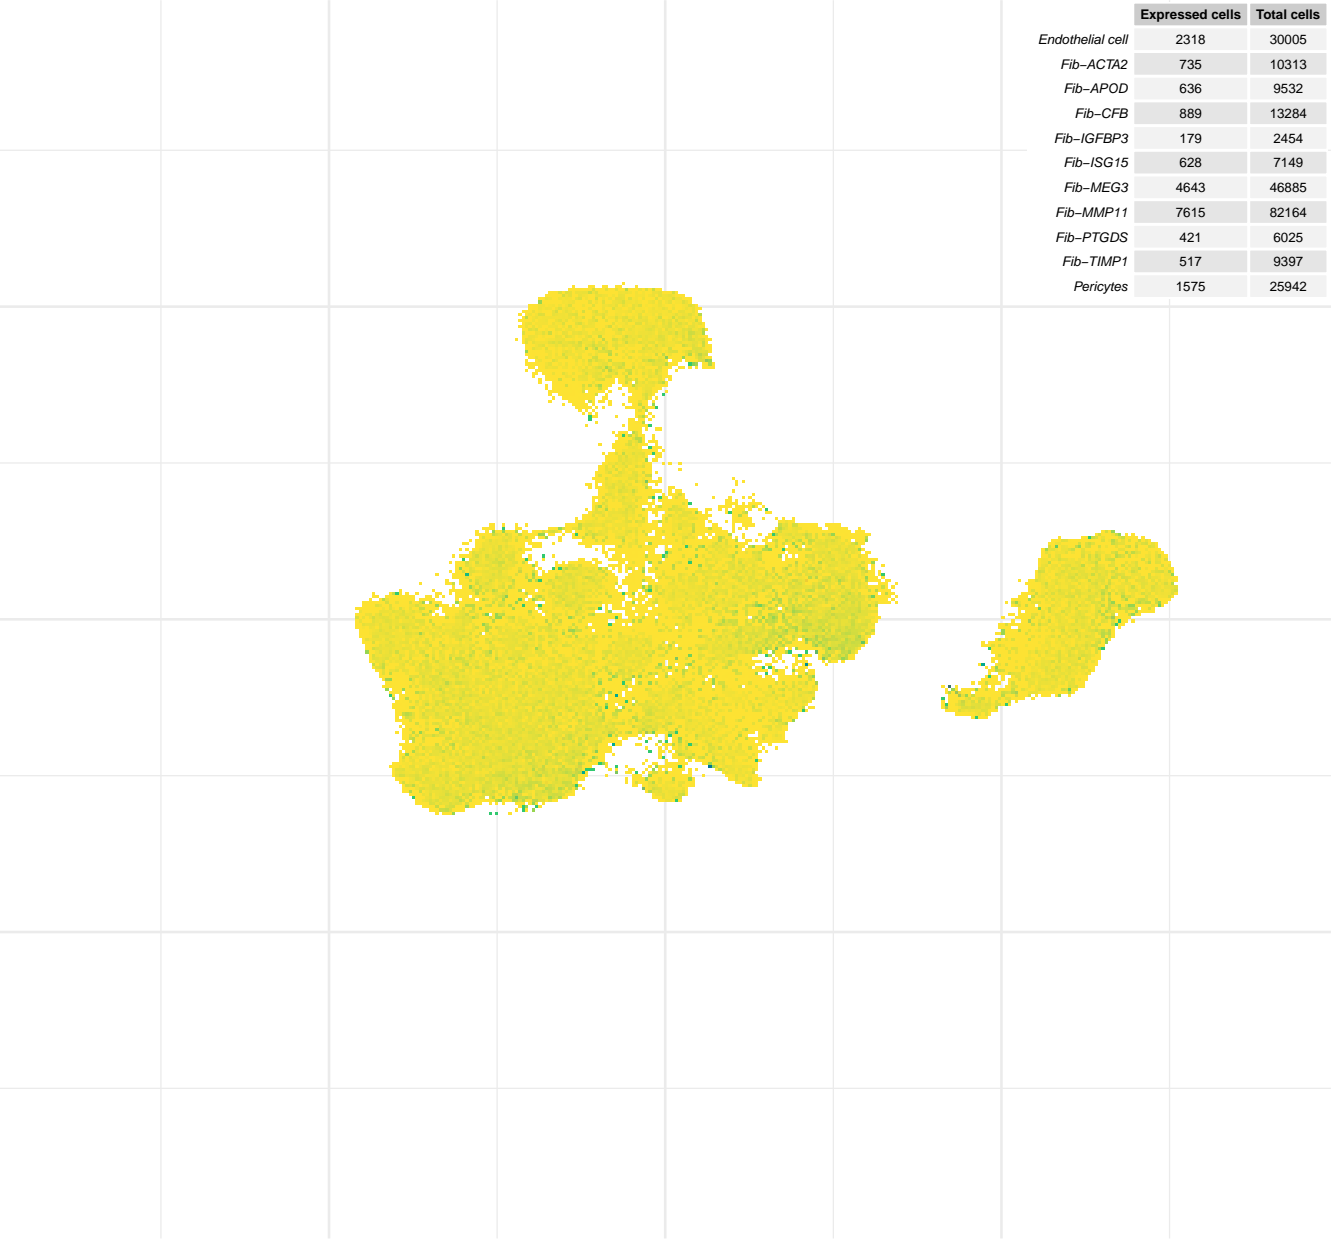 Expressed cells Total cells
Endothelial cell 2318 30005
Fib−ACTA2 735 10313
Fib−APOD 636 9532
Fib−CFB 889 13284
Fib−IGFBP3 179 2454
Fib−ISG15 628 7149
Fib−MEG3 4643 46885
Fib−MMP11 7615 82164
Fib−PTGDS 421 6025
Fib−TIMP1 517 9397
Pericytes 1575 25942